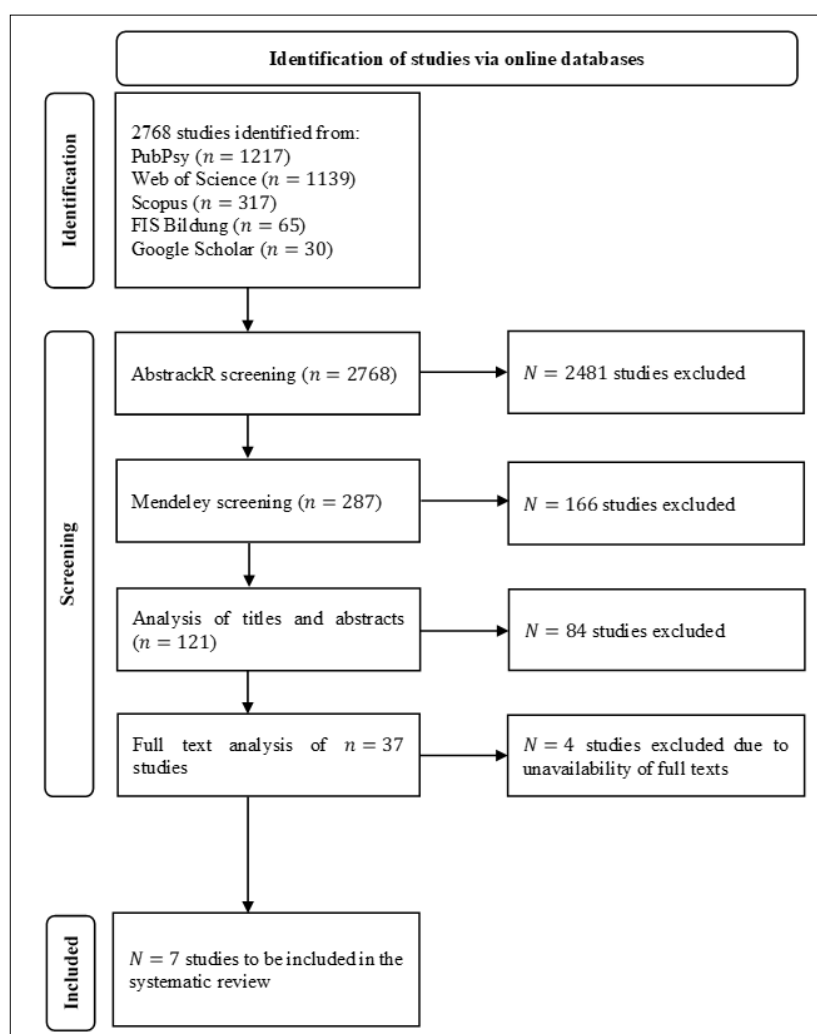 Identification of studies via online databases
Identification
2768 studies identified from:
PubPsy (n = 1217)
Web of Science (n = 1139)
Scopus (n = 317)
FIS Bildung (n = 65)
Google Scholar (n = 30)
Screening
AbstrackR screening (n = 2768)
N = 2481 studies excluded
Mendeley screening (n = 287)
N = 166 studies excluded
Analysis of titles and abstracts
(n = 121)
N = 84 studies excluded
Full text analysis of n = 37
studies
N = 4 studies excluded due to
unavailability of full texts
Included
N = 7 studies to be included in the
systematic review